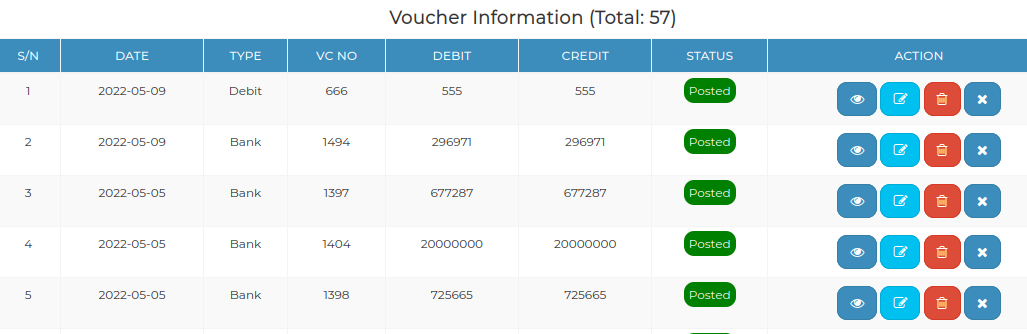 Voucher Information (Total: 57)
S/N DATE TYPE VC NO DEBIT CREDIT STATUS ACTION
1 2022-05-09 Debit 666 555 555 Posted
2 2022-05-09 Bank 1494 296971 296971 Posted
3 2022-05-05 Bank 1397 677287 677287 Posted
4 2022-05-05 Bank 1404 20000000 20000000 Posted
5 2022-05-05 Bank 1398 725665 725665 Posted